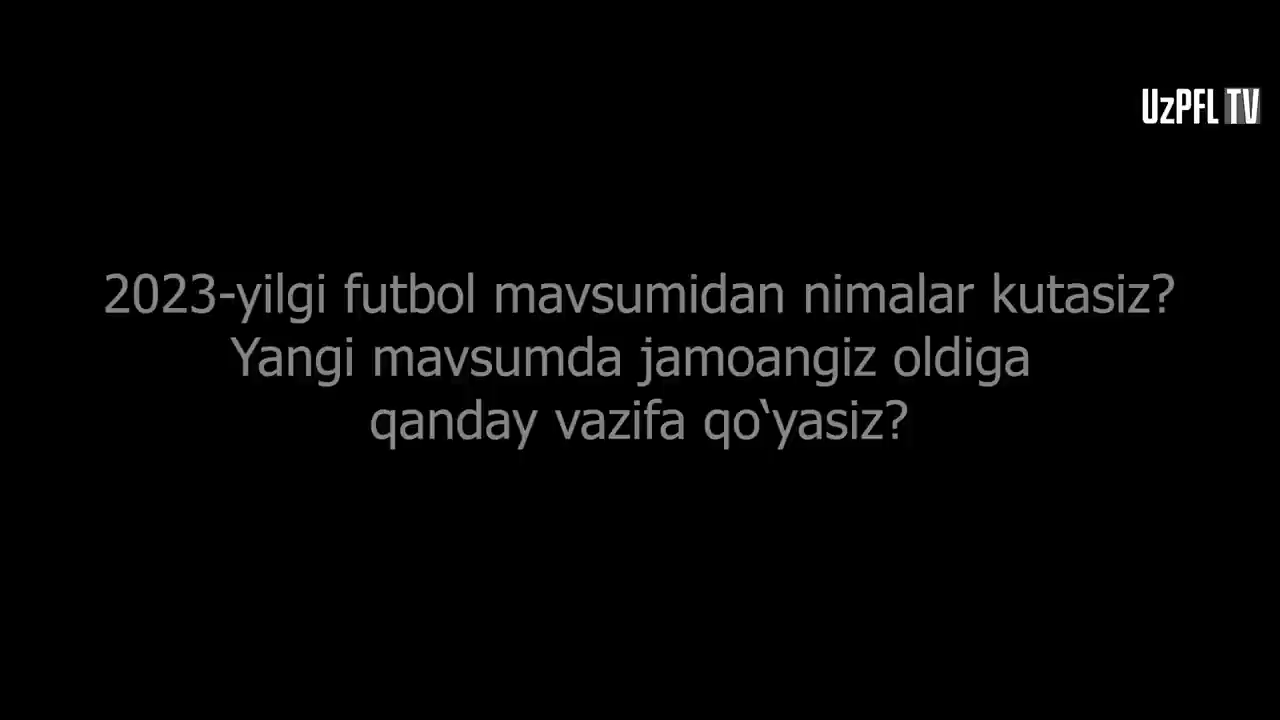 UzPFL TV
2023-yilgi futbol mavsumidan nimalar kutasiz?
Yangi mavsumda jamoangiz oldiga
qanday vazifa qo‘yasiz?